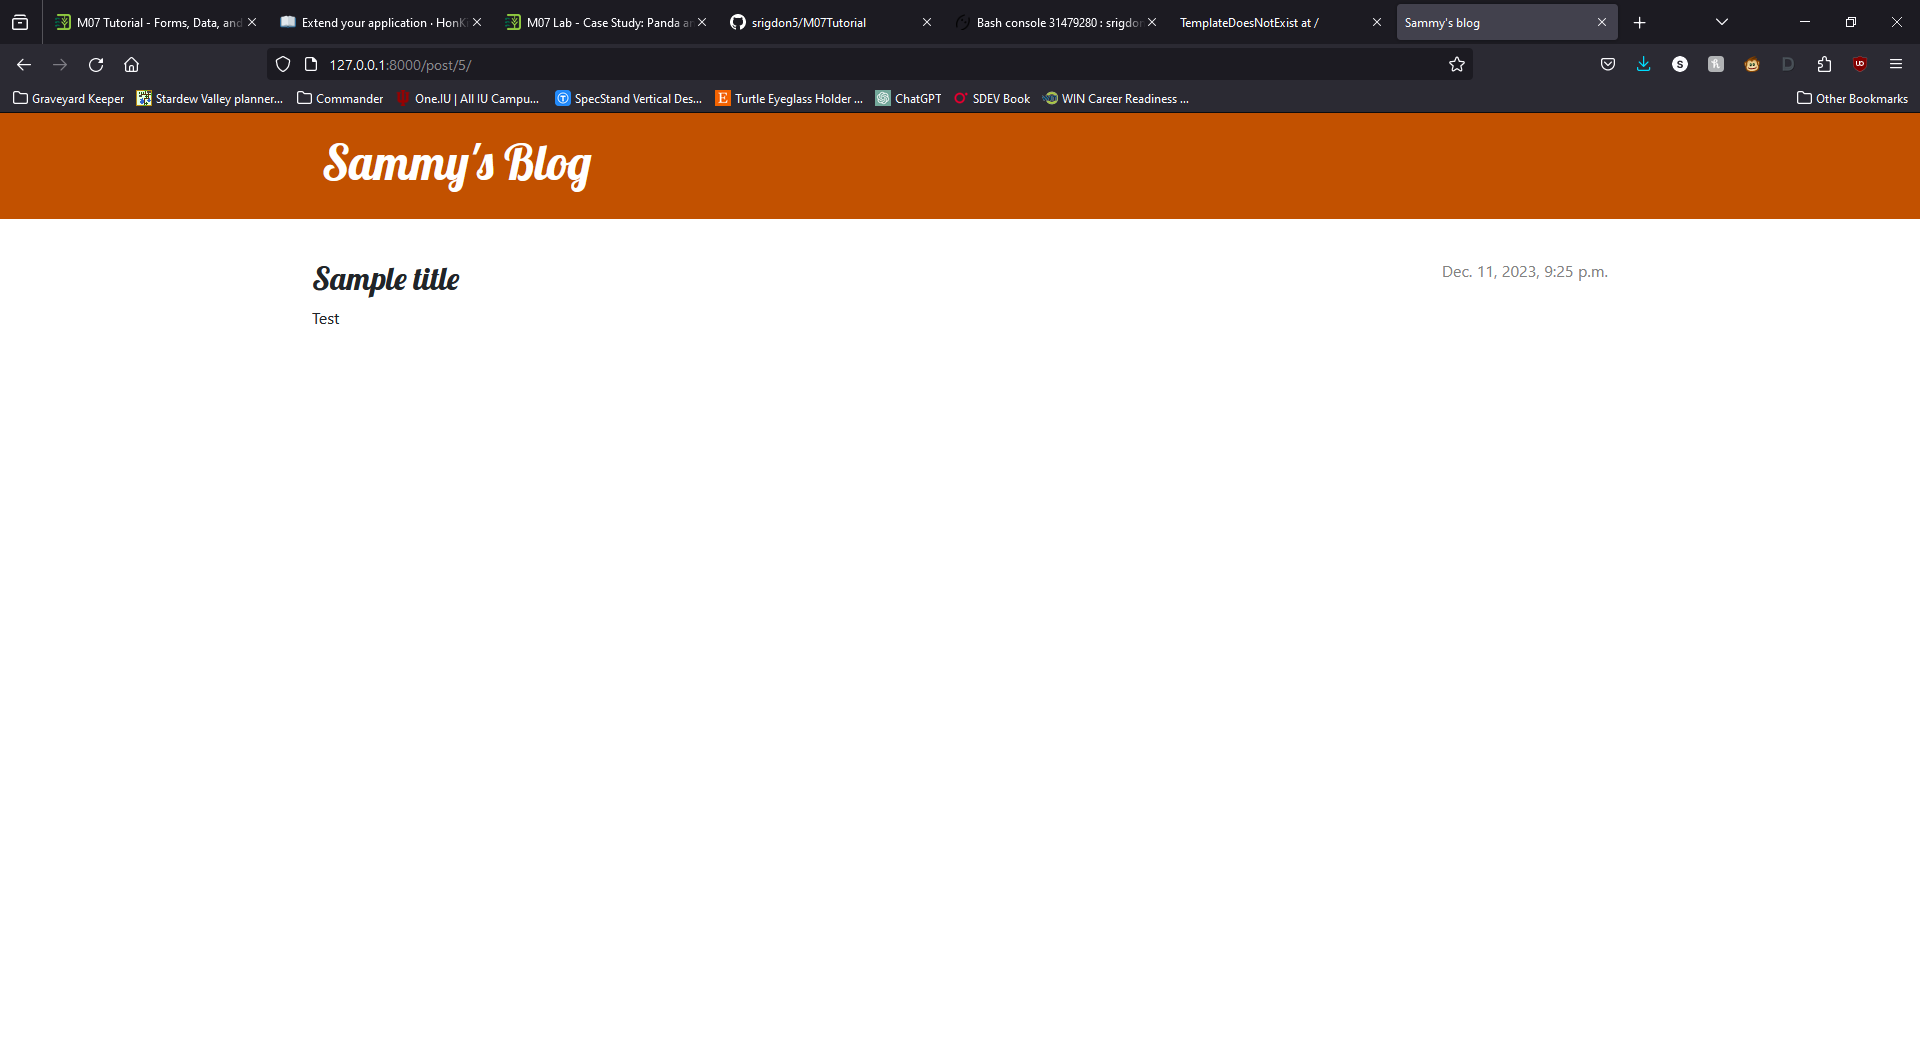 M07 Tutorial - Forms, Data, and
Extend your application · HonKi
M07 Lab - Case Study: Panda an
srigdon5/M07Tutorial
Bash console 31479280 : srigdon
TemplateDoesNotExist at /
Sammy's blog
127.0.0.1:8000/post/5/
Graveyard Keeper
Stardew Valley planner...
Commander
One.IU | All IU Campu...
SpecStand Vertical Des...
Turtle Eyeglass Holder ...
ChatGPT
SDEV Book
WIN Career Readiness ...
Other Bookmarks
Sammy's Blog
Sample title
Dec. 11, 2023, 9:25 p.m.
Test